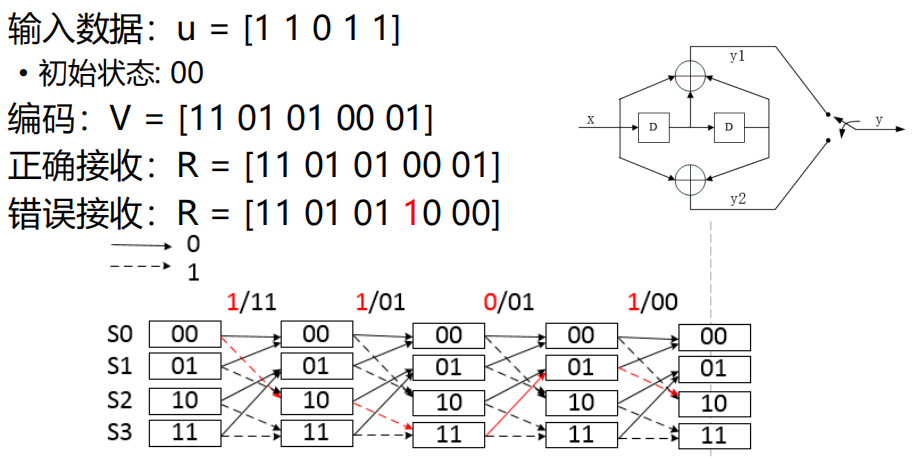 输入数据：u = [1 1 0 1 1]
• 初始状态: 00
编码：V = [11 01 01 00 01]
正确接收：R = [11 01 01 00 01]
错误接收：R = [11 01 01 10 00]
y1
x D D y
y2
0
1
1/11 1/01 0/01 1/00
S0 00 00 00 00 00
S1 01 01 01 01 01
S2 10 10 10 10 10
S3 11 11 11 11 11